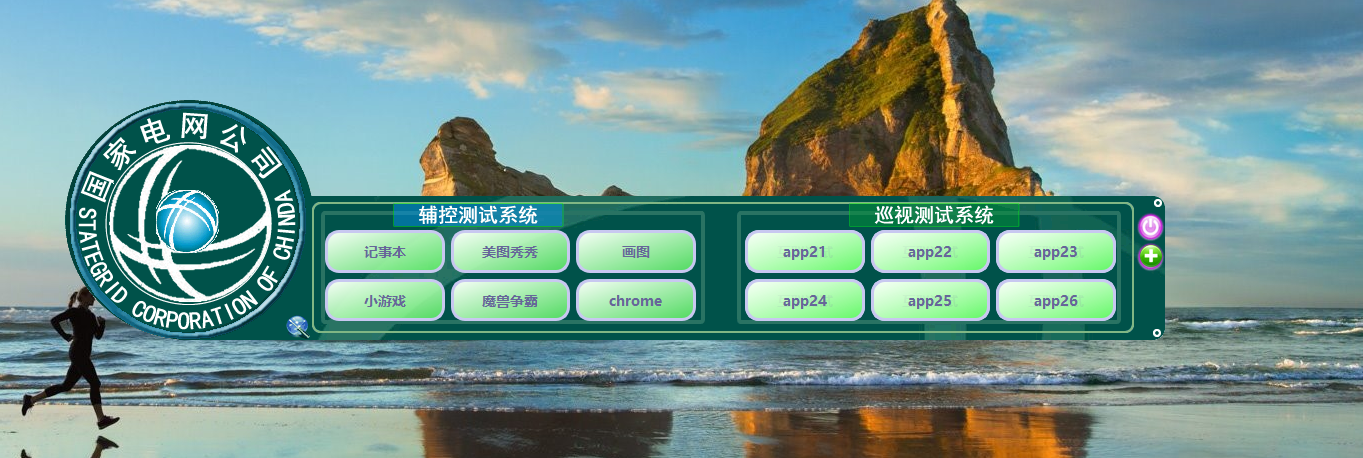 国家电网公司
STATEGRID CORPORATION OF CHINDA
辅控测试系统
记事本 美图秀秀 画图
小游戏 魔兽争霸 chrome
巡视测试系统
app21 app22 app23
app24 app25 app26